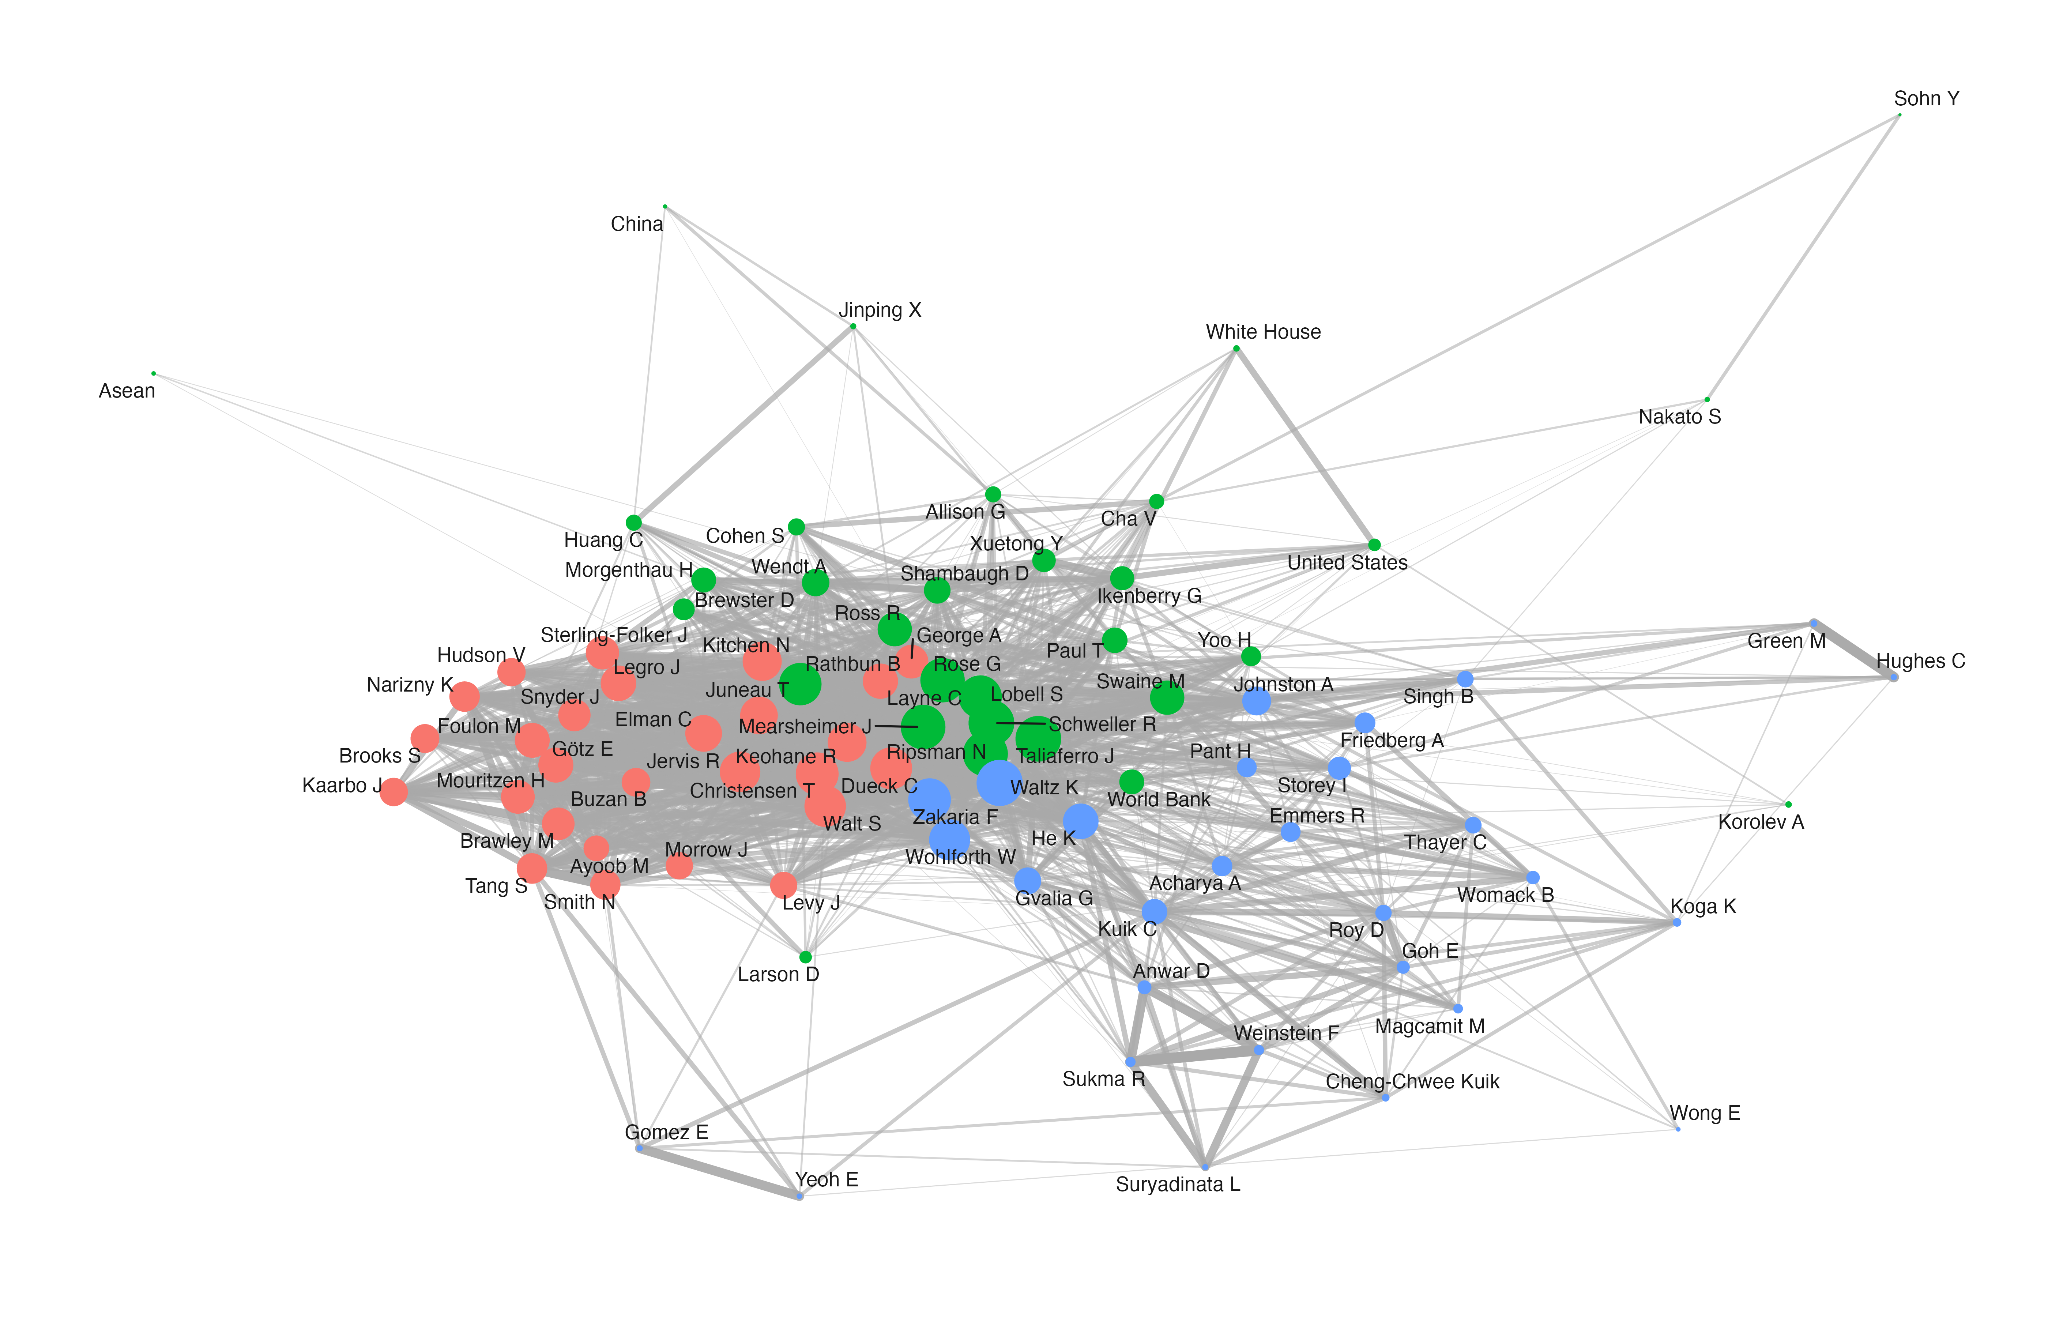 Sohn Y
China
Jinping X
White House
Asean
Nakato S
Allison G
Cha V
Huang C
Cohen S
Xuetong Y
United States
Morgenthau H
Wendt A
Shambaugh D
Brewster D
Ikenberry G
Ross R
George A
Sterling-Folker J
Kitchen N
Paul T
Yoo H
Green M
Hudson V
Legro J
Rathbun B
Rose G
Hughes C
Narizny K
Snyder J
Juneau T
Layne C
Lobell S
Swaine M
Johnston A
Singh B
Foulon M
Elman C
Mearsheimer J
Schweller R
Friedberg A
Brooks S
Götz E
Jervis R
Keohane R
Ripsman N
Taliaferro J
Pant H
Kaarbo J
Mouritzen H
Buzan B
Christensen T
Dueck C
Waltz K
World Bank
Storey I
Walt S
Zakaria F
He K
Emmers R
Korolev A
Brawley M
Ayoob M
Morrow J
Wohlforth W
Thayer C
Tang S
Smith N
Levy J
Gvalia G
Acharya A
Womack B
Koga K
Kuik C
Roy D
Larson D
Anwar D
Goh E
Weinstein F
Magcamit M
Sukma R
Cheng-Chwee Kuik
Wong E
Gomez E
Yeoh E
Suryadinata L